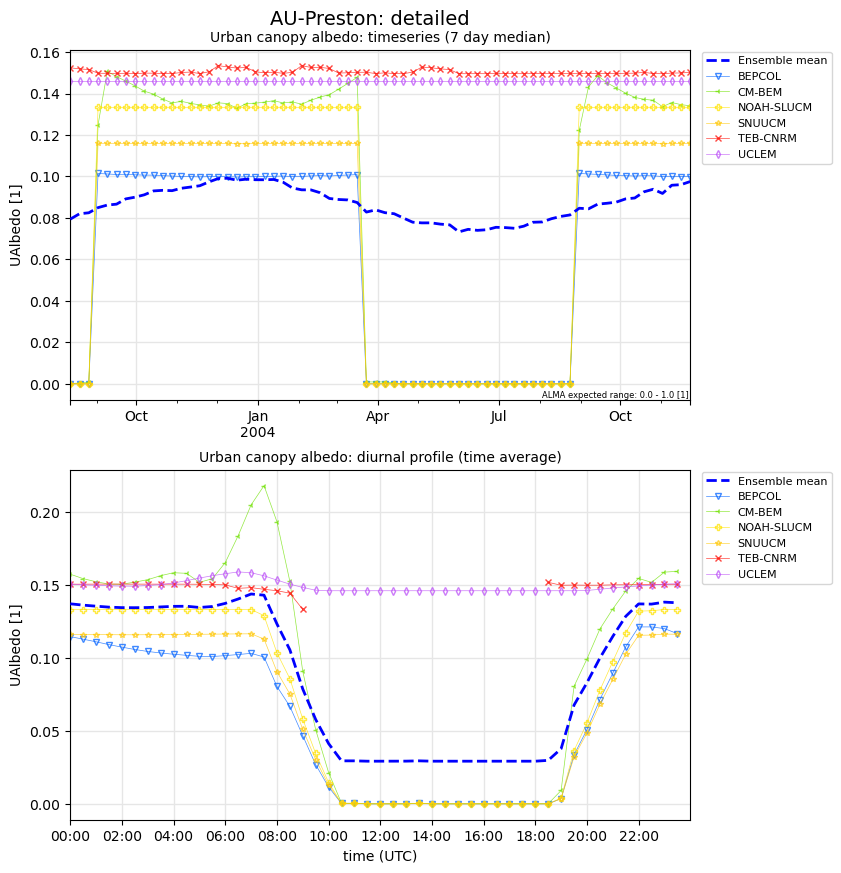 AU-Preston: detailed
Urban canopy albedo: timeseries (7 day median)
UAlbedo [1]
0.16
0.14
0.12
0.10
0.08
0.06
0.04
0.02
0.00
Oct
Jan
2004
Apr
Jul
Oct
ALMA expected range: 0.0 - 1.0 [1]
Ensemble mean
BEPCOL
CM-BEM
NOAH-SLUCM
SNUUCM
TEB-CNRM
UCLEM
Urban canopy albedo: diurnal profile (time average)
UAlbedo [1]
0.20
0.15
0.10
0.05
0.00
00:00 02:00 04:00 06:00 08:00 10:00 12:00 14:00 16:00 18:00 20:00 22:00
time (UTC)
Ensemble mean
BEPCOL
CM-BEM
NOAH-SLUCM
SNUUCM
TEB-CNRM
UCLEM